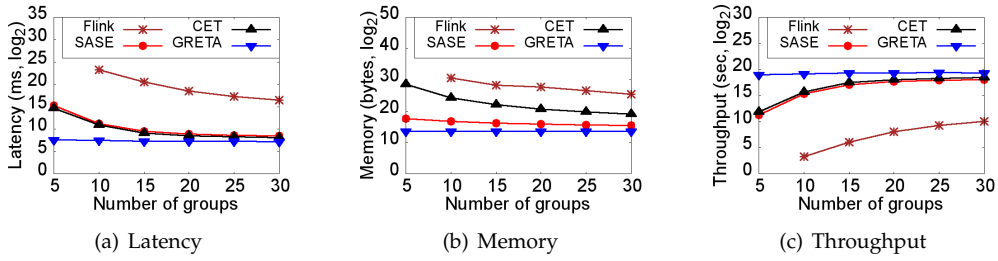 Latency (ms, log2)
35
30
25
20
15
10
5
0
Flink CET
SASE GRETA
5 10 15 20 25 30
Number of groups
(a) Latency
Memory (bytes, log2)
50
40
30
20
10
0
Flink CET
SASE GRETA
5 10 15 20 25 30
Number of groups
(b) Memory
Throughput (sec, log2)
30
25
20
15
10
5
0
Flink CET
SASE GRETA
5 10 15 20 25 30
Number of groups
(c) Throughput